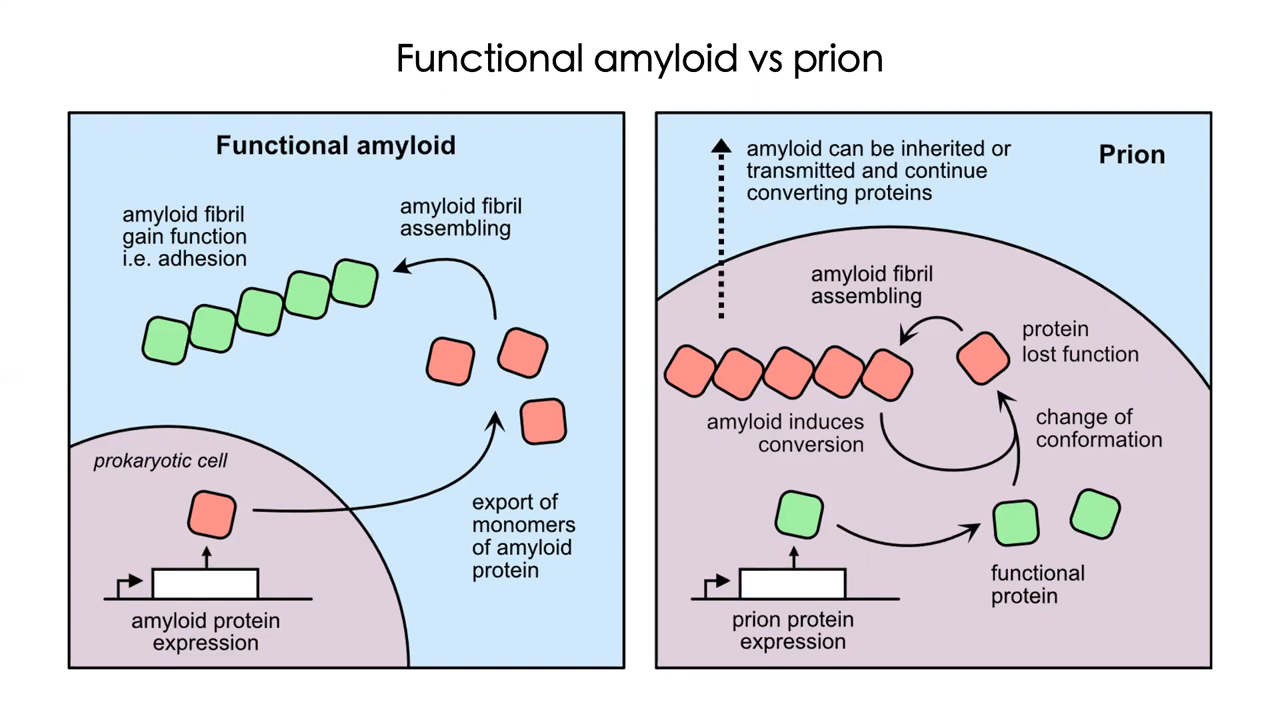 Functional amyloid vs prion
Functional amyloid
amyloid fibril
gain function
i.e. adhesion
amyloid fibril
assembling
prokaryotic cell
export of
monomers
of amyloid
protein
amyloid protein
expression
Prion
amyloid can be inherited or
transmitted and continue
converting proteins
amyloid fibril
assembling
protein
lost function
amyloid induces
conversion
change of
conformation
functional
protein
prion protein
expression